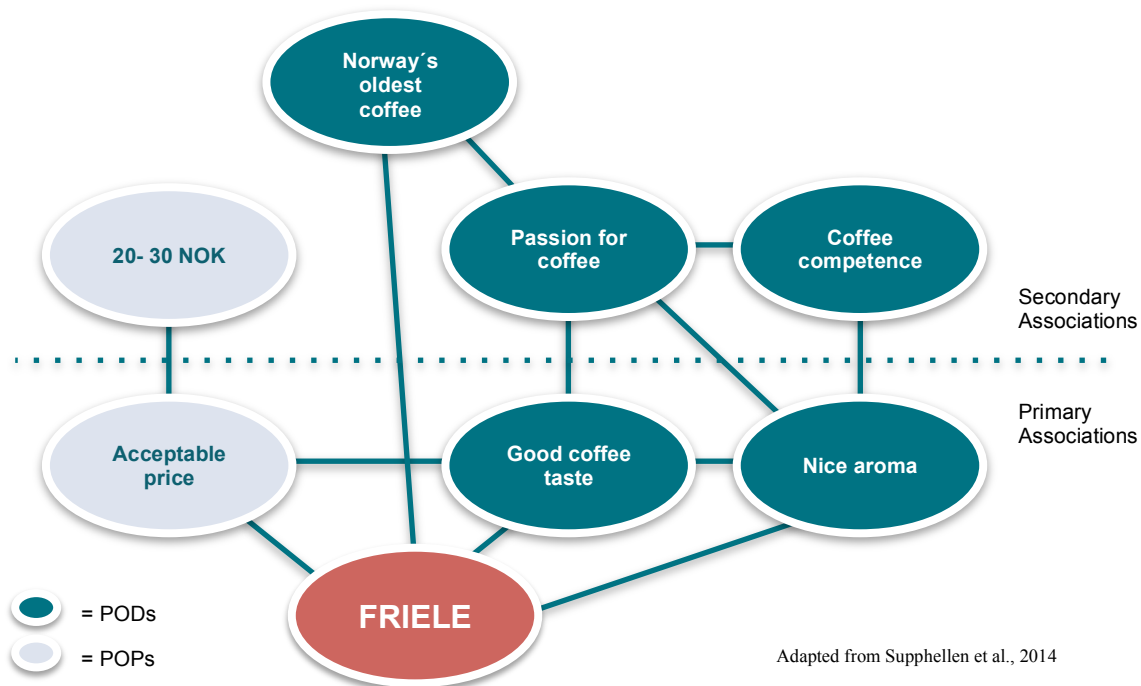 Norway´s
oldest
coffee
20- 30 NOK
Passion for
coffee
Coffee
competence
Secondary
Associations
Primary
Associations
Acceptable
price
Good coffee
taste
Nice aroma
FRIELE
= PODs
= POPs
Adapted from Supphellen et al., 2014